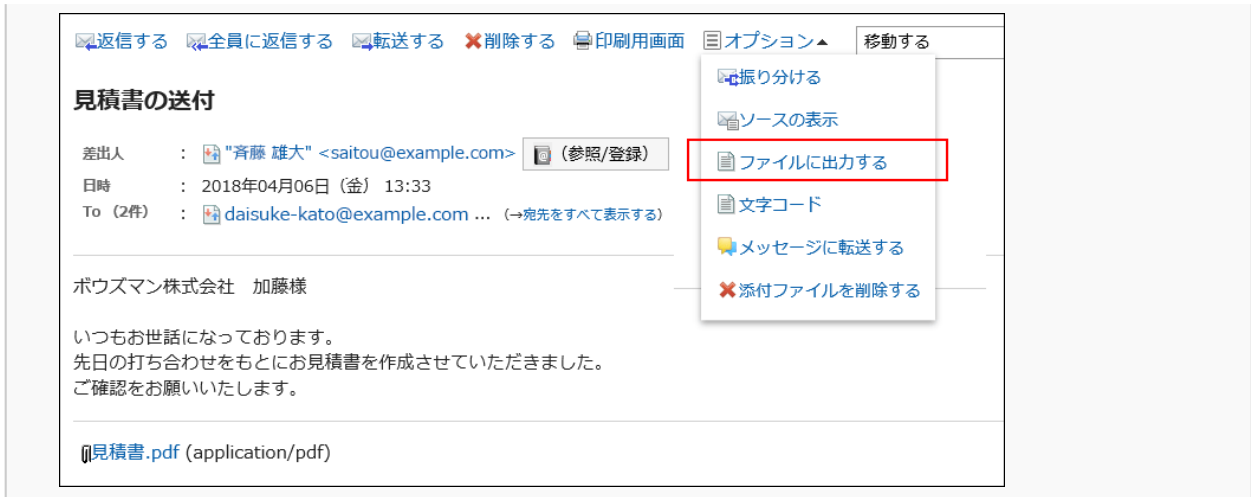 返信する 全員に返信する 転送する 削除する 印刷用画面 オプション▲ 移動する
振り分ける
見積書の送付
ソースの表示
差出人 : "斉藤 雄大" <saitou@example.com> (参照/登録)
ファイルに出力する
日時 : 2018年04月06日（金） 13:33
文字コード
To（2件） : daisuke-kato@example.com ... (→宛先をすべて表示する)
メッセージに転送する
ボウズマン株式会社 加藤様
添付ファイルを削除する
いつもお世話になっております。
先日の打ち合わせをもとにお見積書を作成させていただきました。
ご確認をお願いいたします。
見積書.pdf (application/pdf)